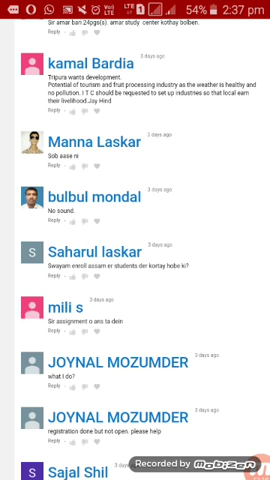 54% 2:37 pm
Sir amar bari 24pgs(s). amar study center kothay bolben.
Reply
kamal Bardia 3 days ago
Tripura wants development.
Potential of tourism and fruit processing industry as the weather is healthy and
no pollution. I T C should be requested to set up industries so that local earn
their livelihood.Jay Hind
Reply
Manna Laskar 3 days ago
Sob aase ni
Reply
bulbul mondal 3 days ago
No sound.
Reply
S Saharul laskar 3 days ago
Swayam enroll assam er students der kortay hobe ki?
Reply
mili s 3 days ago
Sir assignment o ans ta dein
Reply
JOYNAL MOZUMDER 3 days ago
what I do?
Reply
JOYNAL MOZUMDER 3 days ago
registration done but not open. please help
Reply
S Sajal Shil 3 days
Recorded by MOBIZEN